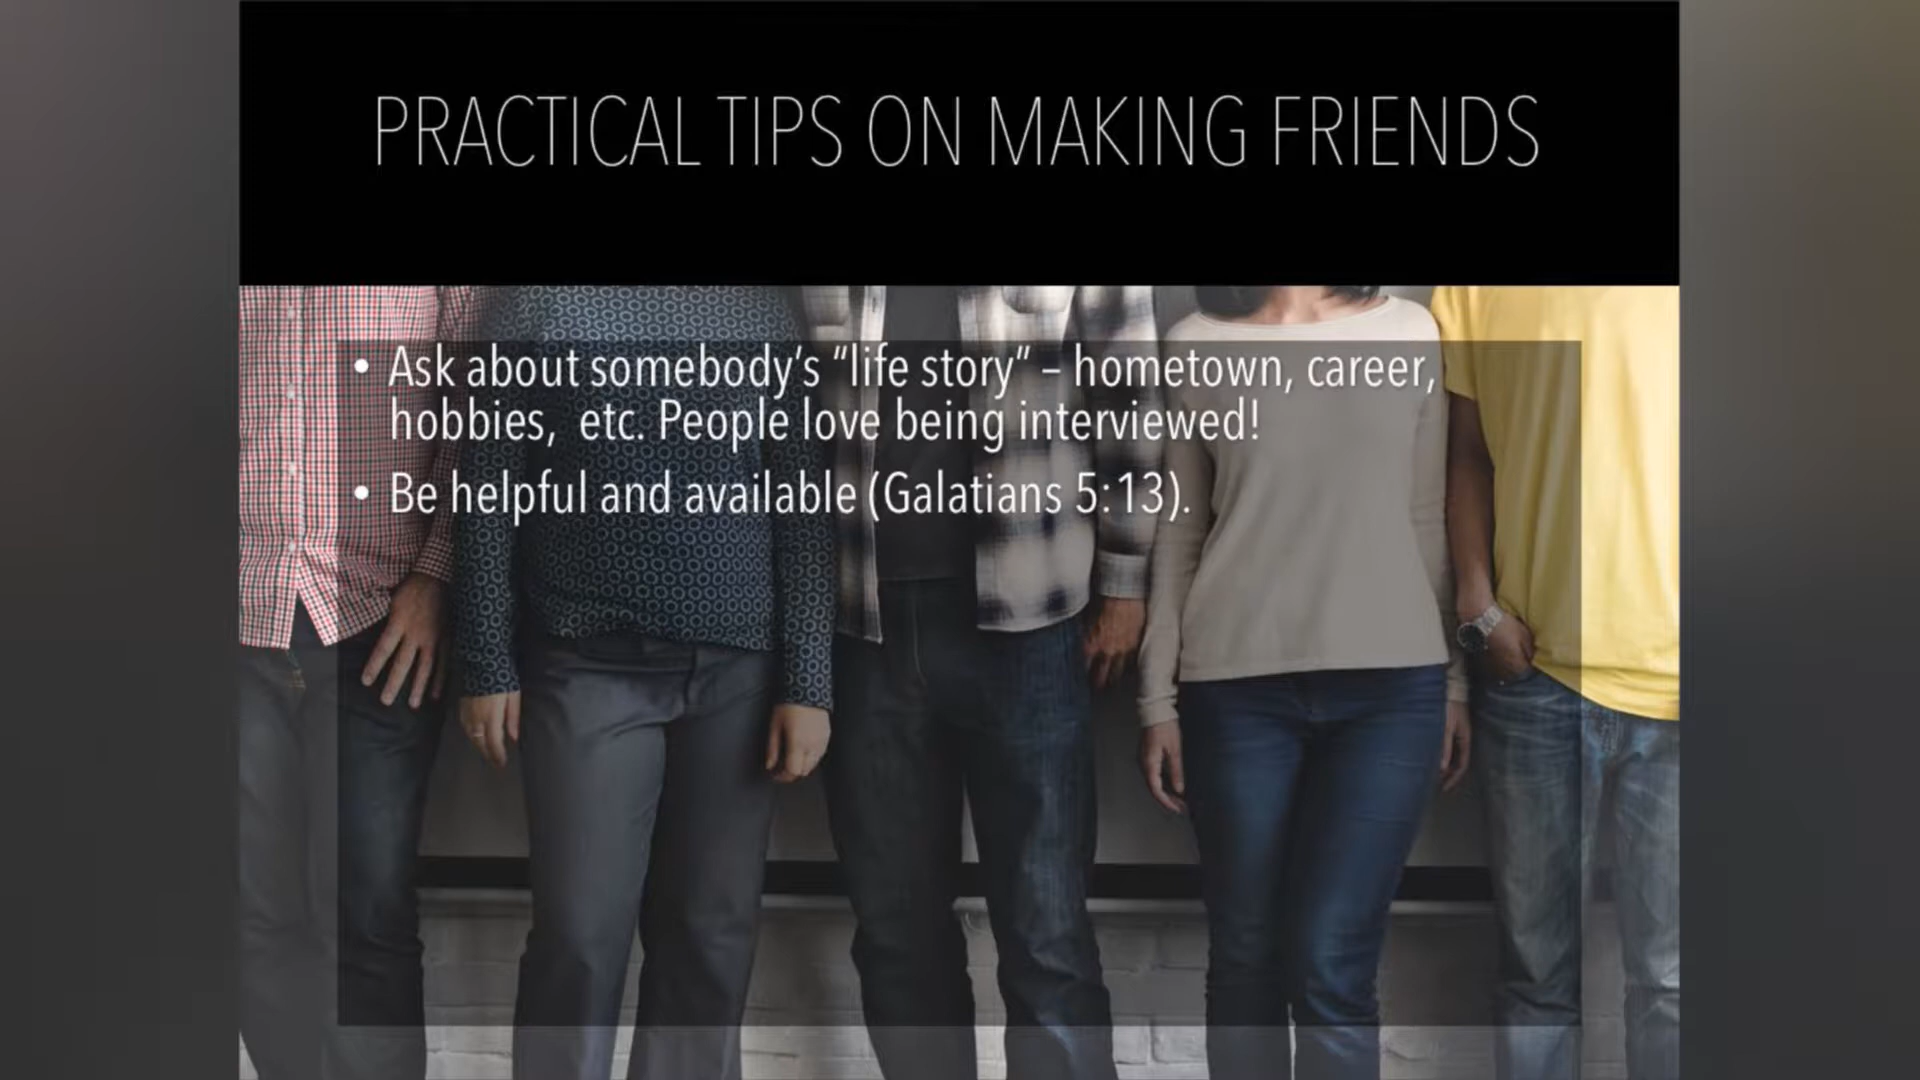 PRACTICAL TIPS ON MAKING FRIENDS
• Ask about somebody’s “life story” – hometown, career,
hobbies,  etc. People love being interviewed!
• Be helpful and available (Galatians 5:13).